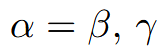 α = β, γ